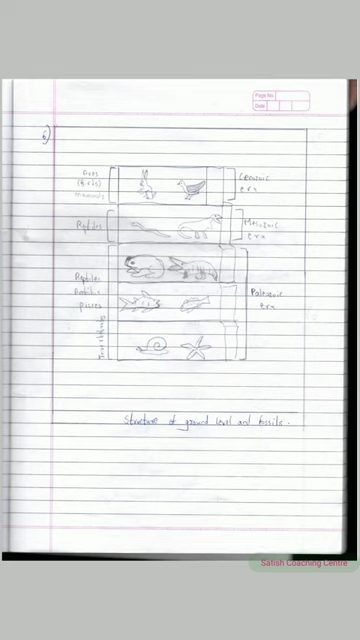 Page No.
Date
6)
Aves
(birds)
mammals
Cenozoic
era
Reptiles
Mesozoic
era
Reptiles
pisces
Paleozoic
era
Invertebrates
Structure of ground level and fossils.
Satish Coaching Centre